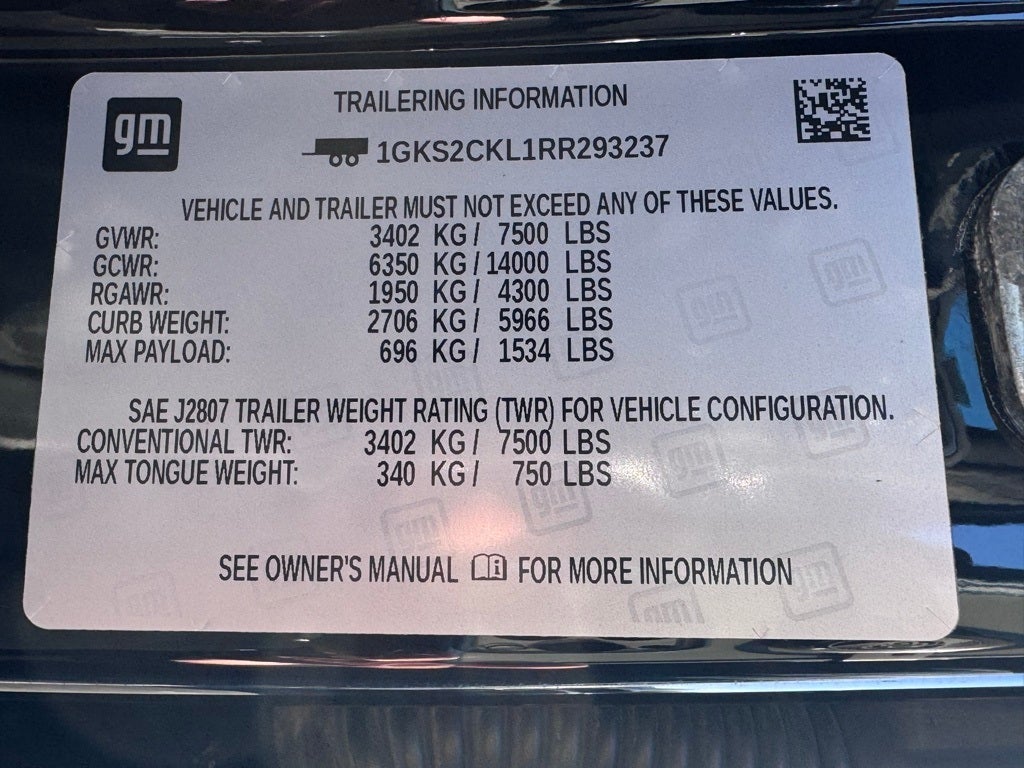 gm
TRAILERING INFORMATION
1GKS2CKL1RR293237
VEHICLE AND TRAILER MUST NOT EXCEED ANY OF THESE VALUES.
GVWR: 3402 KG / 7500 LBS
GCWR: 6350 KG / 14000 LBS
RGAWR: 1950 KG / 4300 LBS
CURB WEIGHT: 2706 KG / 5966 LBS
MAX PAYLOAD: 696 KG / 1534 LBS
SAE J2807 TRAILER WEIGHT RATING (TWR) FOR VEHICLE CONFIGURATION.
CONVENTIONAL TWR: 3402 KG / 7500 LBS
MAX TONGUE WEIGHT: 340 KG / 750 LBS
SEE OWNER'S MANUAL i FOR MORE INFORMATION